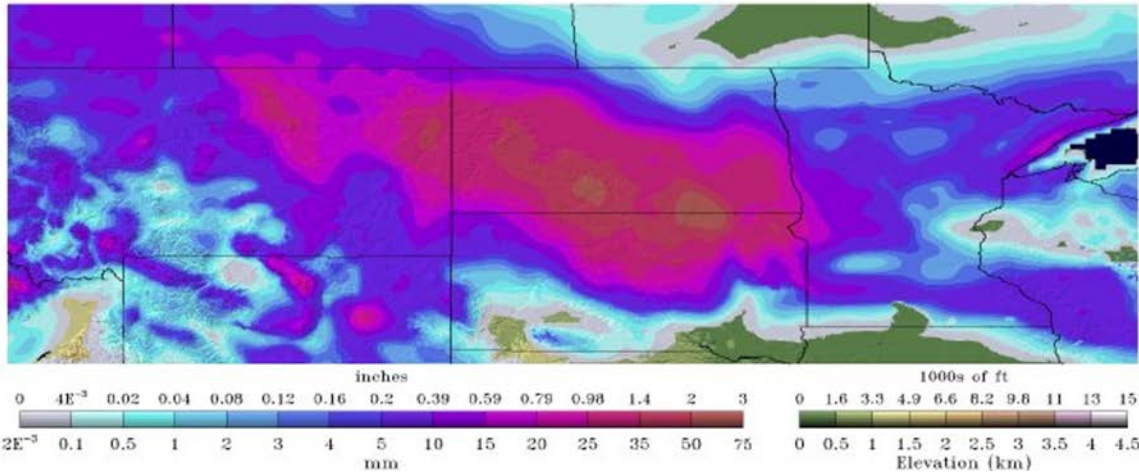 inches
0 4E⁻³ 0.02 0.04 0.08 0.12 0.16 0.2 0.39 0.59 0.79 0.98 1.4 2 3
2E⁻³ 0.1 0.5 1 2 3 4 5 10 15 20 25 35 50 75
mm
1000s of ft
0 1.6 3.3 4.9 6.6 8.2 9.8 11 13 15
0 0.5 1 1.5 2 2.5 3 3.5 4 4.5
Elevation (km)